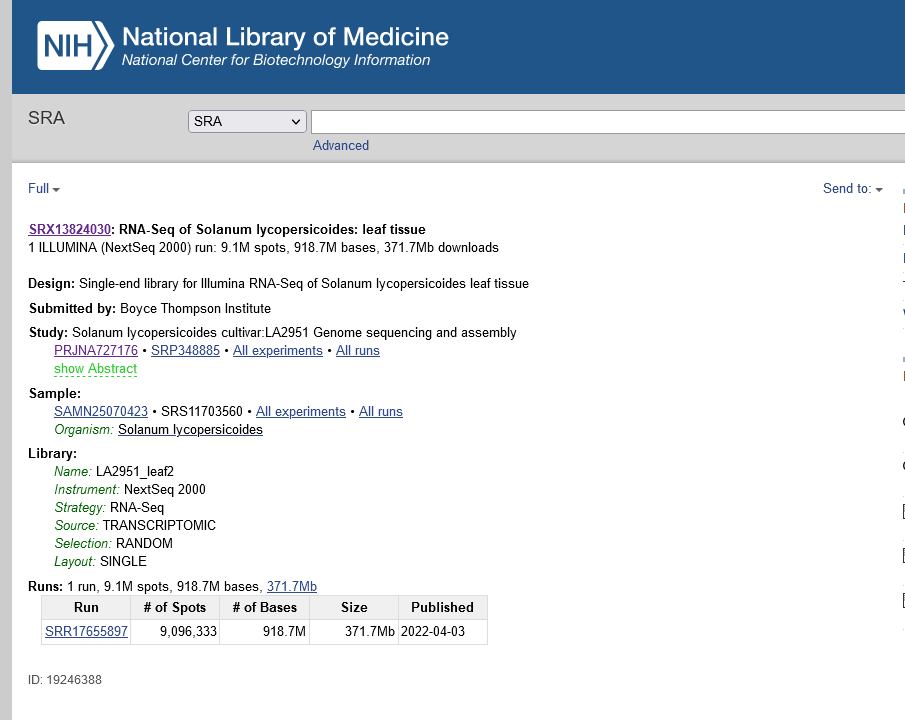 NIH National Library of Medicine
National Center for Biotechnology Information
SRA
SRA
Advanced
Full
Send to:
SRX13824030: RNA-Seq of Solanum lycopersicoides: leaf tissue
1 ILLUMINA (NextSeq 2000) run: 9.1M spots, 918.7M bases, 371.7Mb downloads
Design: Single-end library for Illumina RNA-Seq of Solanum lycopersicoides leaf tissue
Submitted by: Boyce Thompson Institute
Study: Solanum lycopersicoides cultivar:LA2951 Genome sequencing and assembly
PRJNA727176 • SRP348885 • All experiments • All runs
show Abstract
Sample:
SAMN25070423 • SRS11703560 • All experiments • All runs
Organism: Solanum lycopersicoides
Library:
Name: LA2951_leaf2
Instrument: NextSeq 2000
Strategy: RNA-Seq
Source: TRANSCRIPTOMIC
Selection: RANDOM
Layout: SINGLE
Runs: 1 run, 9.1M spots, 918.7M bases, 371.7Mb
Run # of Spots # of Bases Size Published
SRR17655897 9,096,333 918.7M 371.7Mb 2022-04-03
ID: 19246388